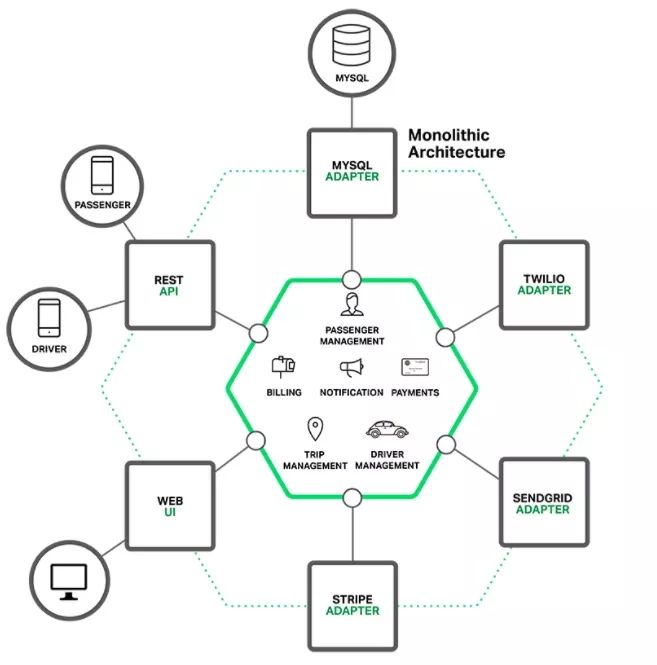 MYSQL
Monolithic
Architecture
MYSQL
ADAPTER
PASSENGER
REST
API
TWILIO
ADAPTER
DRIVER
PASSENGER
MANAGEMENT
BILLING
NOTIFICATION
PAYMENTS
TRIP
MANAGEMENT
DRIVER
MANAGEMENT
WEB
UI
SENDGRID
ADAPTER
STRIPE
ADAPTER